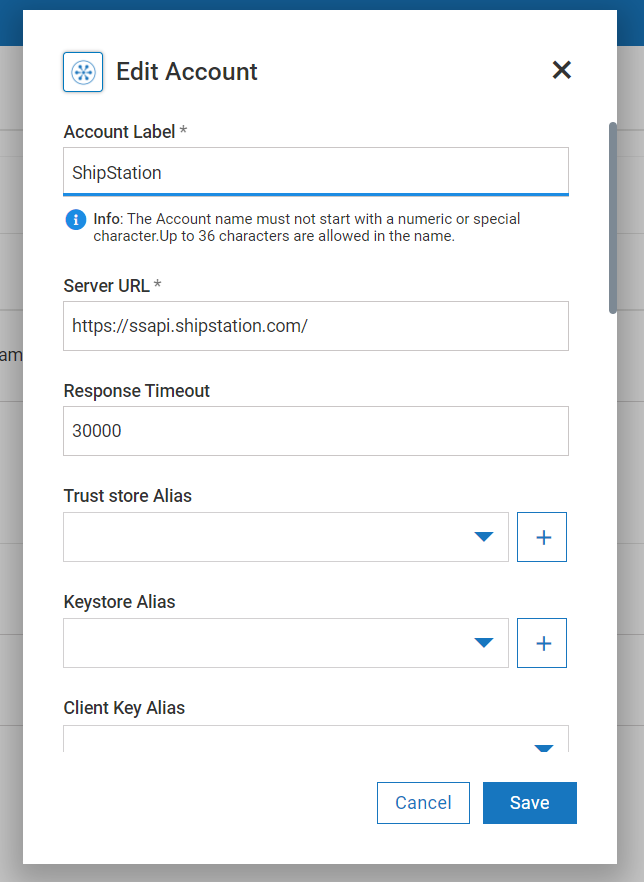 Edit Account
Account Label *
ShipStation
Info: The Account name must not start with a numeric or special
character.Up to 36 characters are allowed in the name.
Server URL *
https://ssapi.shipstation.com/
am
Response Timeout
30000
Trust store Alias
Keystore Alias
Client Key Alias
Cancel
Save